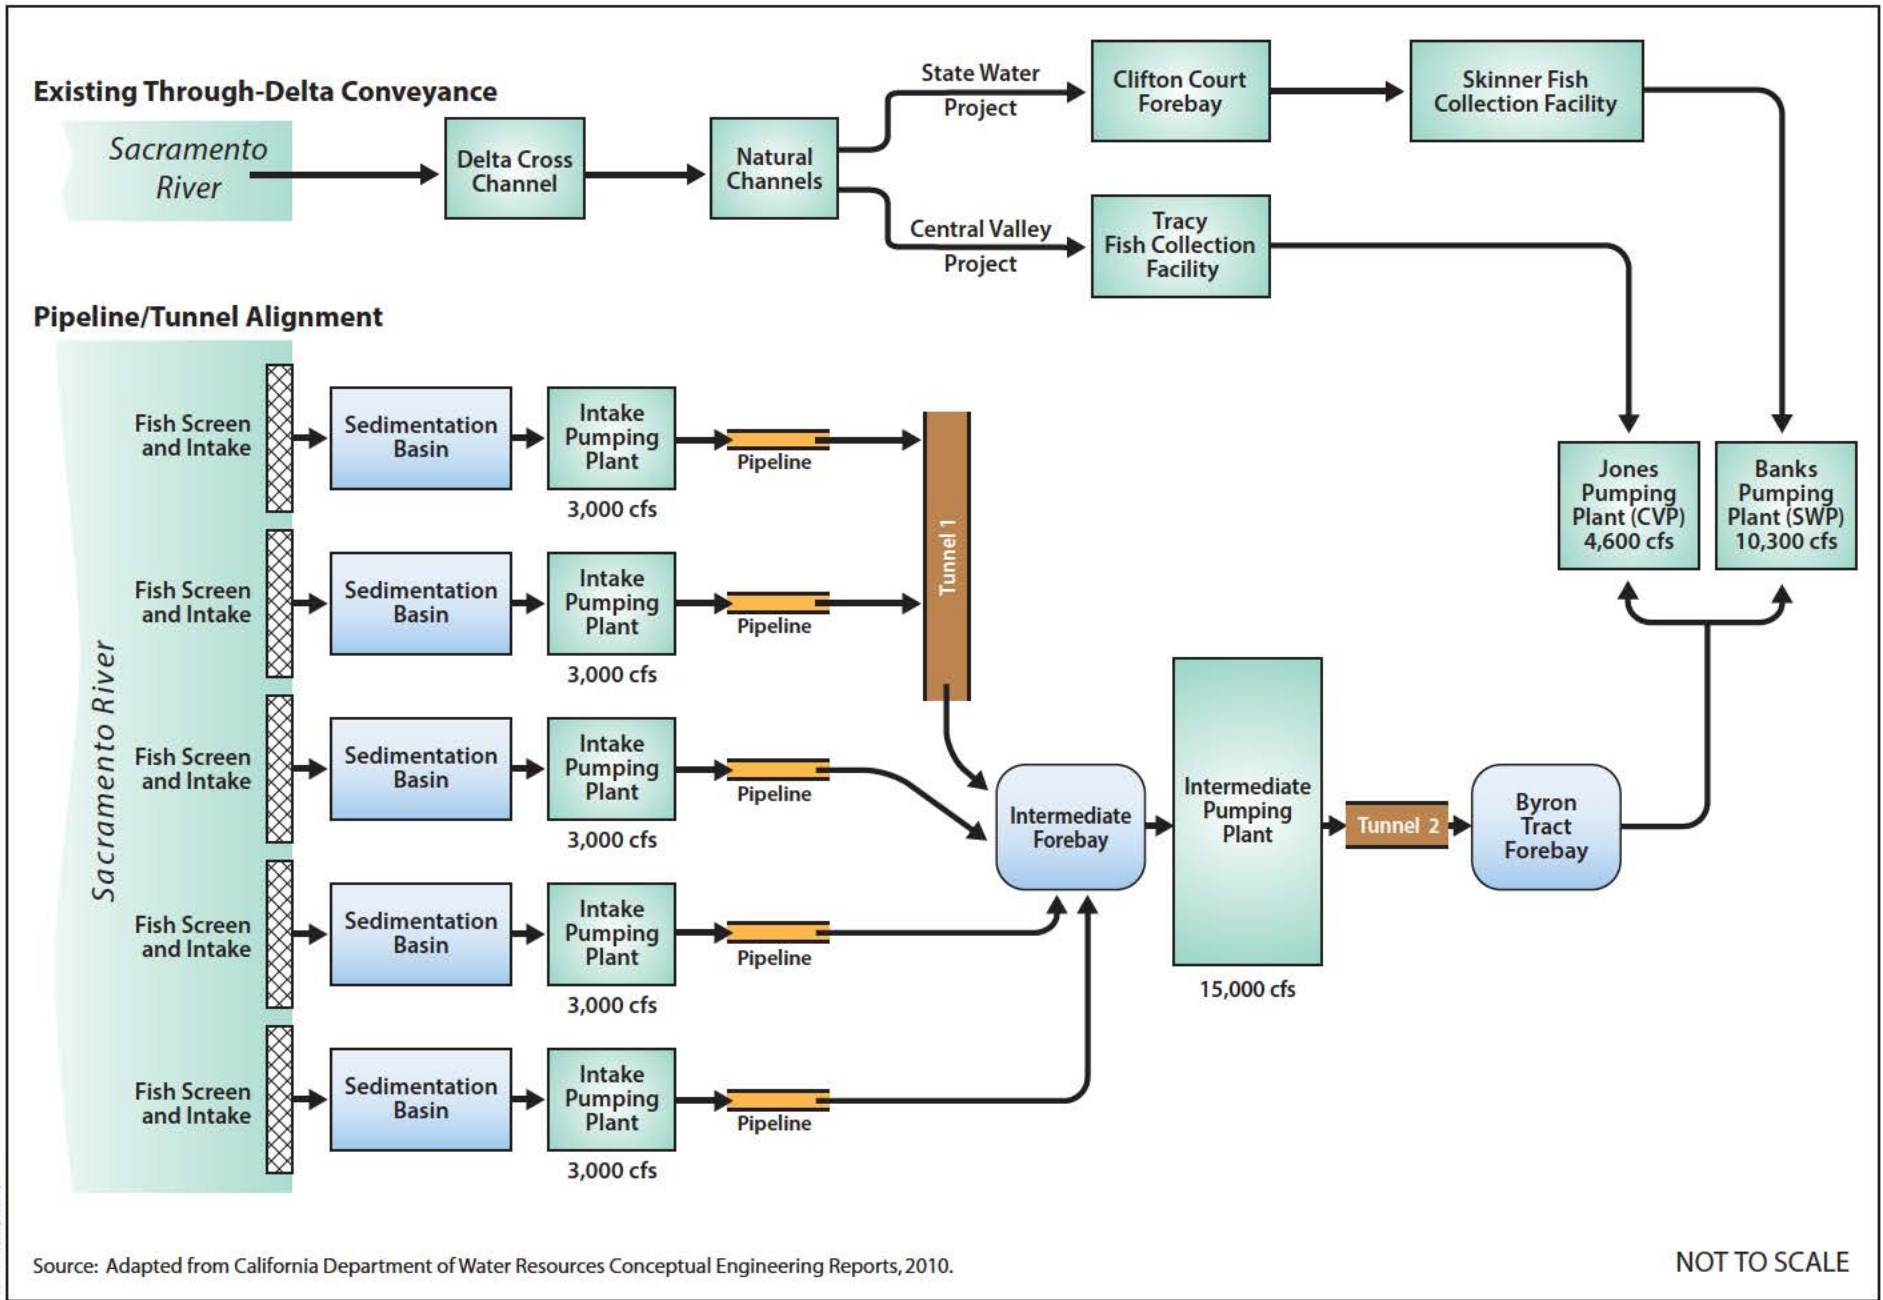 Existing Through-Delta Conveyance
Sacramento
River
Delta Cross
Channel
Natural
Channels
State Water
Project
Clifton Court
Forebay
Skinner Fish
Collection Facility
Central Valley
Project
Tracy
Fish Collection
Facility
Jones
Pumping
Plant (CVP)
4,600 cfs
Banks
Pumping
Plant (SWP)
10,300 cfs
Pipeline/Tunnel Alignment
Sacramento River
Fish Screen
and Intake
Sedimentation
Basin
Intake
Pumping
Plant
3,000 cfs
Pipeline
Fish Screen
and Intake
Sedimentation
Basin
Intake
Pumping
Plant
3,000 cfs
Pipeline
Tunnel 1
Fish Screen
and Intake
Sedimentation
Basin
Intake
Pumping
Plant
3,000 cfs
Pipeline
Fish Screen
and Intake
Sedimentation
Basin
Intake
Pumping
Plant
3,000 cfs
Pipeline
Fish Screen
and Intake
Sedimentation
Basin
Intake
Pumping
Plant
3,000 cfs
Pipeline
Intermediate
Forebay
Intermediate
Pumping
Plant
15,000 cfs
Tunnel 2
Byron
Tract
Forebay
Source: Adapted from California Department of Water Resources Conceptual Engineering Reports, 2010.
NOT TO SCALE